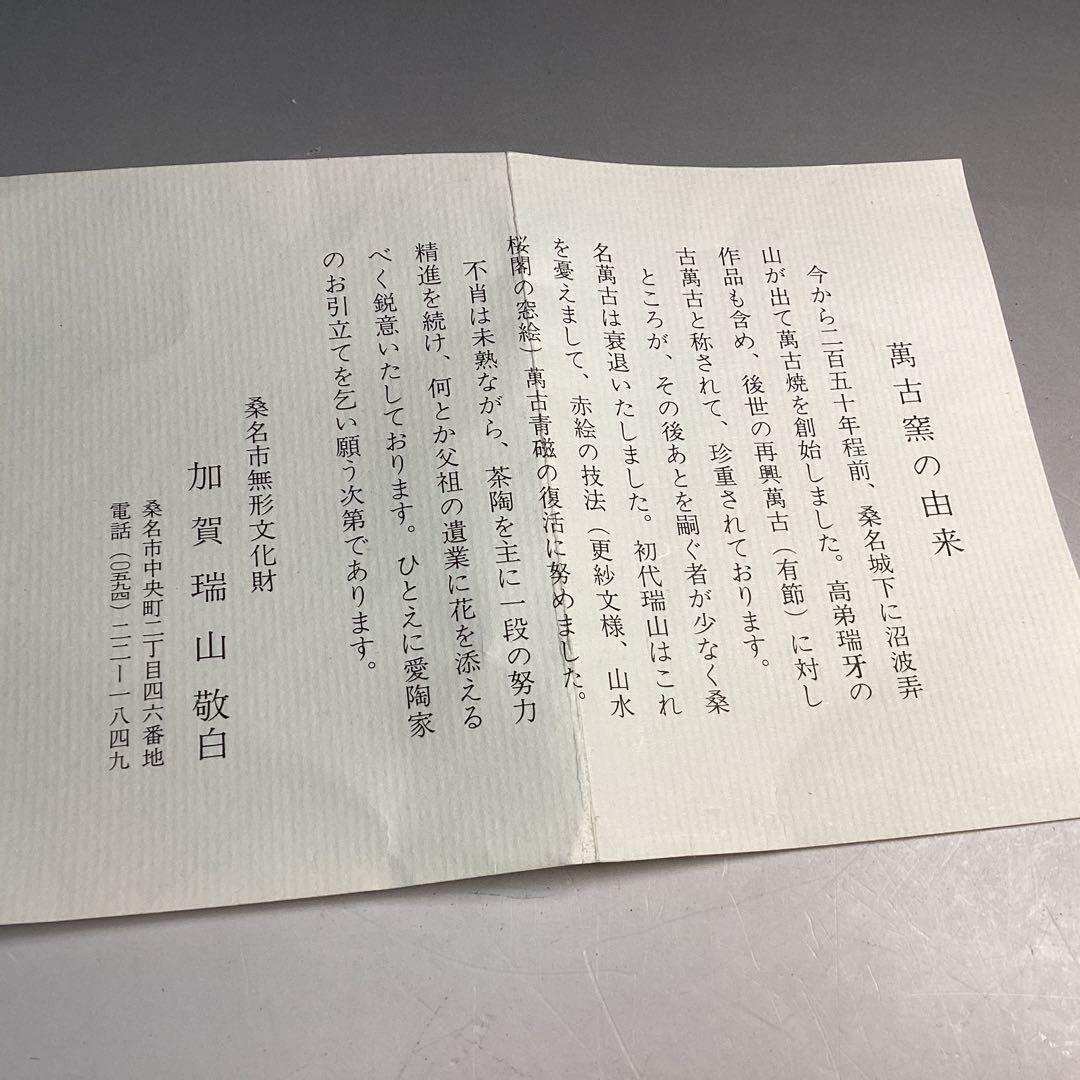 萬古窯の由来
今から二百五十年程前、桑名城下に沼波弄
山が出て萬古焼を創始しました。高弟瑞牙の
作品も含め、後世の再興萬古（有節）に対し
古萬古と称されて、珍重されております。
ところが、その後あとを嗣ぐ者が少なく桑
名萬古は衰退いたしました。初代瑞山はこれ
を憂えまして、赤絵の技法（更紗文様、山水
桜閣の窓絵）萬古青磁の復活に努めました。
不肖は未熟ながら、茶陶を主に一段の努力
精進を続け、何とか父祖の遺業に花を添える
べく鋭意いたしております。ひとえに愛陶家
のお引立てを乞い願う次第であります。
桑名市無形文化財
加賀瑞山敬白
桑名市中央町二丁目四六番地
電話（〇五九四）二二―一八四九